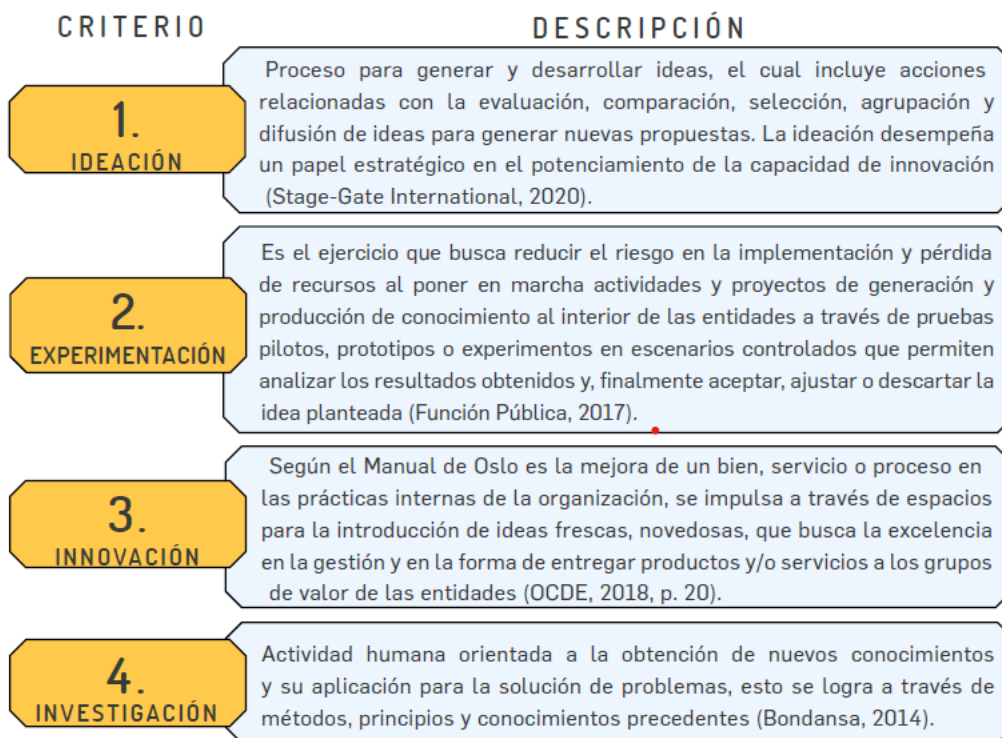 CRITERIO
DESCRIPCIÓN
1.
IDEACIÓN
Proceso para generar y desarrollar ideas, el cual incluye acciones
relacionadas con la evaluación, comparación, selección, agrupación y
difusión de ideas para generar nuevas propuestas. La ideación desempeña
un papel estratégico en el potenciamiento de la capacidad de innovación
(Stage-Gate International, 2020).
2.
EXPERIMENTACIÓN
Es el ejercicio que busca reducir el riesgo en la implementación y pérdida
de recursos al poner en marcha actividades y proyectos de generación y
producción de conocimiento al interior de las entidades a través de pruebas
pilotos, prototipos o experimentos en escenarios controlados que permiten
analizar los resultados obtenidos y, finalmente aceptar, ajustar o descartar la
idea planteada (Función Pública, 2017).
3.
INNOVACIÓN
Según el Manual de Oslo es la mejora de un bien, servicio o proceso en
las prácticas internas de la organización, se impulsa a través de espacios
para la introducción de ideas frescas, novedosas, que busca la excelencia
en la gestión y en la forma de entregar productos y/o servicios a los grupos
de valor de las entidades (OCDE, 2018, p. 20).
4.
INVESTIGACIÓN
Actividad humana orientada a la obtención de nuevos conocimientos
y su aplicación para la solución de problemas, esto se logra a través de
métodos, principios y conocimientos precedentes (Bondansa, 2014).